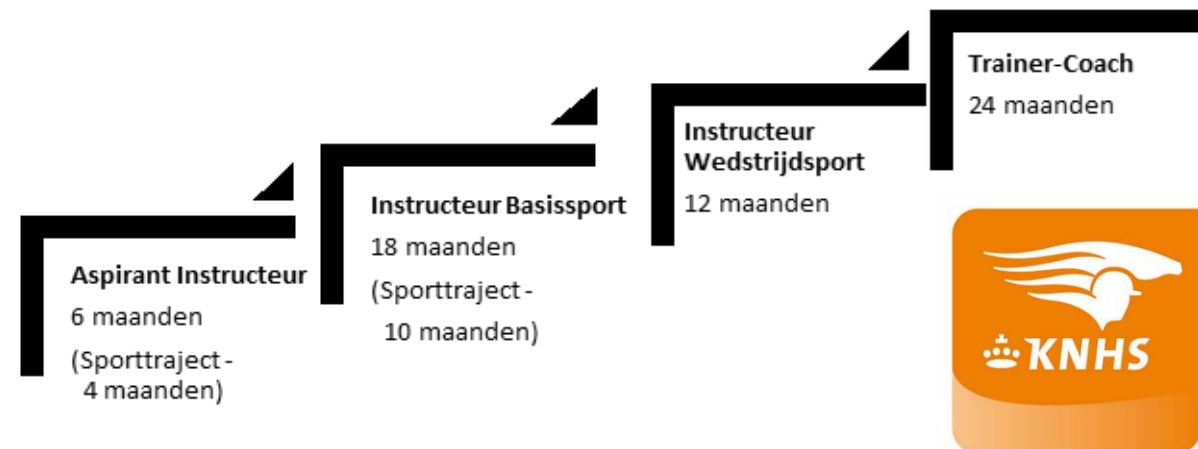 Aspirant Instructeur
6 maanden
(Sporttraject -
4 maanden)
Instructeur Basissport
18 maanden
(Sporttraject -
10 maanden)
Instructeur
Wedstrijdsport
12 maanden
Trainer-Coach
24 maanden
KNHS